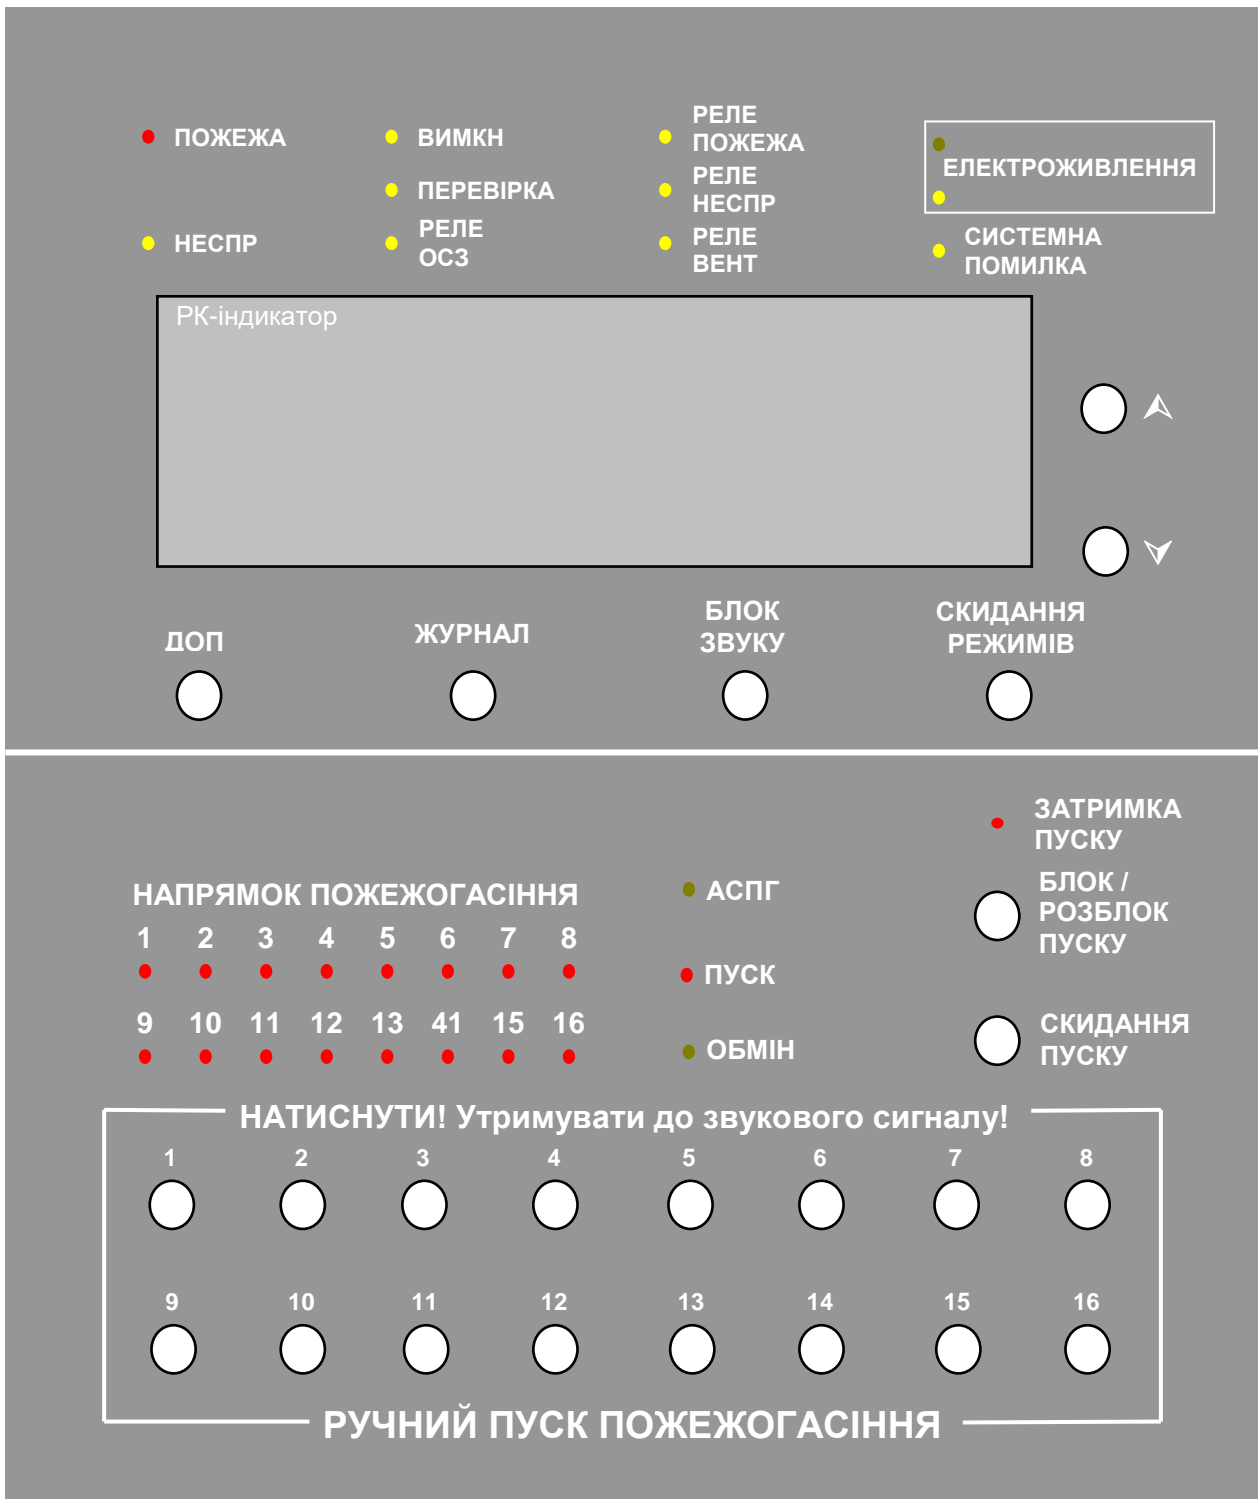 ПОЖЕЖА
ВИМКН
РЕЛЕ
ПОЖЕЖА
ЕЛЕКТРОЖИВЛЕННЯ
ПЕРЕВІРКА
РЕЛЕ
НЕСПР
НЕСПР
РЕЛЕ
ОСЗ
РЕЛЕ
ВЕНТ
СИСТЕМНА
ПОМИЛКА
РК-індикатор
ДОП
ЖУРНАЛ
БЛОК
ЗВУКУ
СКИДАННЯ
РЕЖИМІВ
ЗАТРИМКА
ПУСКУ
НАПРЯМОК ПОЖЕЖОГАСІННЯ
АСПГ
БЛОК /
РОЗБЛОК
ПУСКУ
1 2 3 4 5 6 7 8
ПУСК
9 10 11 12 13 41 15 16
ОБМІН
СКИДАННЯ
ПУСКУ
НАТИСНУТИ! Утримувати до звукового сигналу!
1 2 3 4 5 6 7 8
9 10 11 12 13 14 15 16
РУЧНИЙ ПУСК ПОЖЕЖОГАСІННЯ